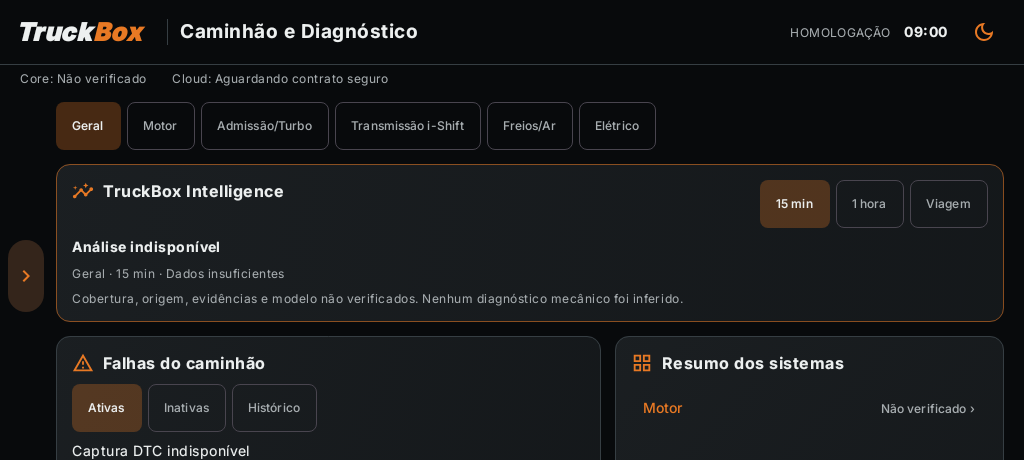 TruckBox Caminhão e Diagnóstico HOMOLOGAÇÃO 09:00
Core: Não verificado Cloud: Aguardando contrato seguro
Geral Motor Admissão/Turbo Transmissão i-Shift Freios/Ar Elétrico
TruckBox Intelligence 15 min 1 hora Viagem
Análise indisponível
Geral · 15 min · Dados insuficientes
Cobertura, origem, evidências e modelo não verificados. Nenhum diagnóstico mecânico foi inferido.
Falhas do caminhão
Ativas Inativas Histórico
Captura DTC indisponível
Resumo dos sistemas
Motor Não verificado ›